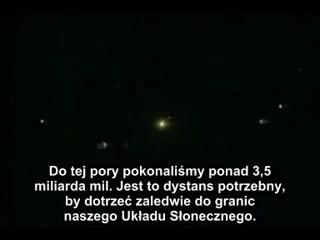 Do tej pory pokonaliśmy ponad 3,5
miliarda mil. Jest to dystans potrzebny,
by dotrzeć zaledwie do granic
naszego Układu Słonecznego.